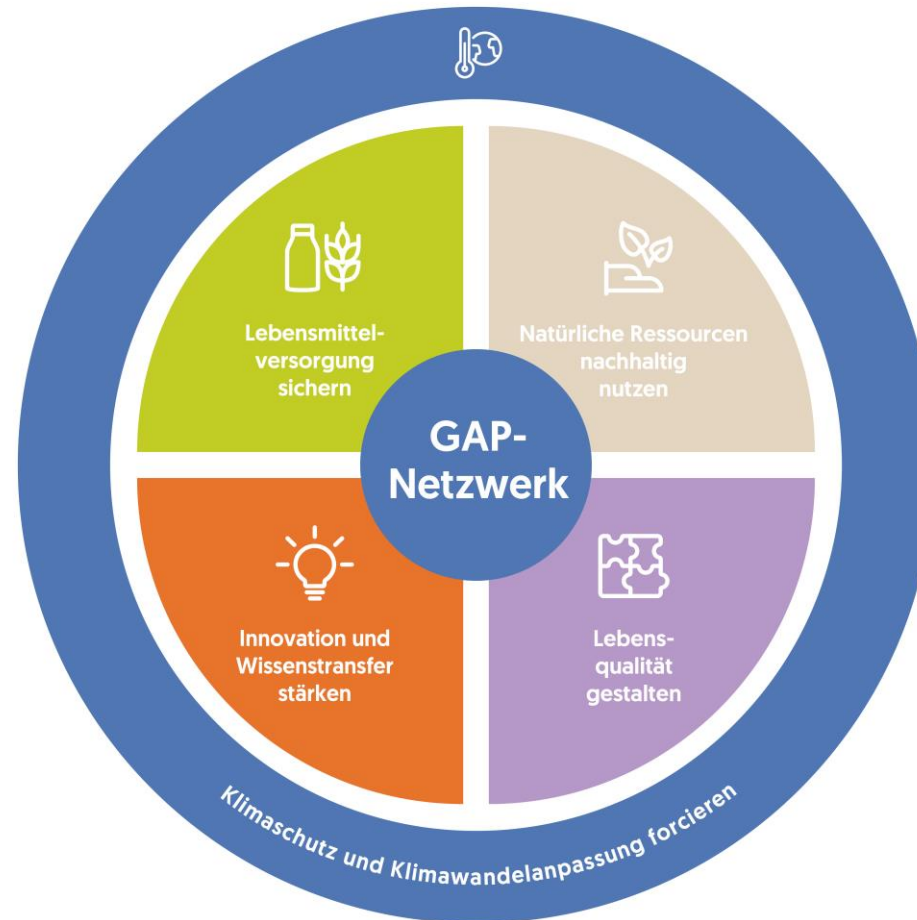 Lebensmittel-
versorgung
sichern
Natürliche Ressourcen
nachhaltig
nutzen
GAP-
Netzwerk
Innovation und
Wissenstransfer
stärken
Lebens-
qualität
gestalten
Klimaschutz und Klimawandelanpassung forcieren